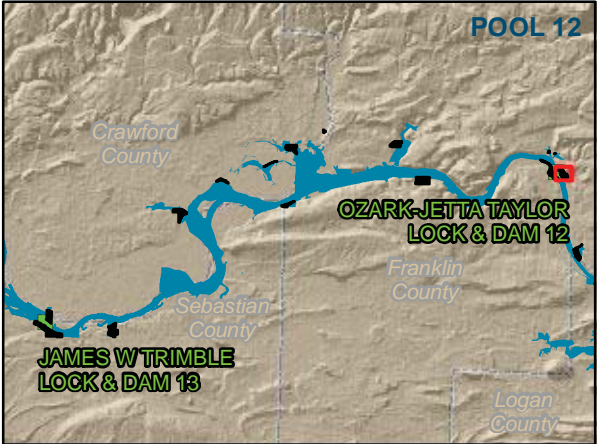 POOL 12
Crawford
County
OZARK-JETTA TAYLOR
LOCK & DAM 12
Franklin
County
Sebastian
County
JAMES W TRIMBLE
LOCK & DAM 13
Logan
County